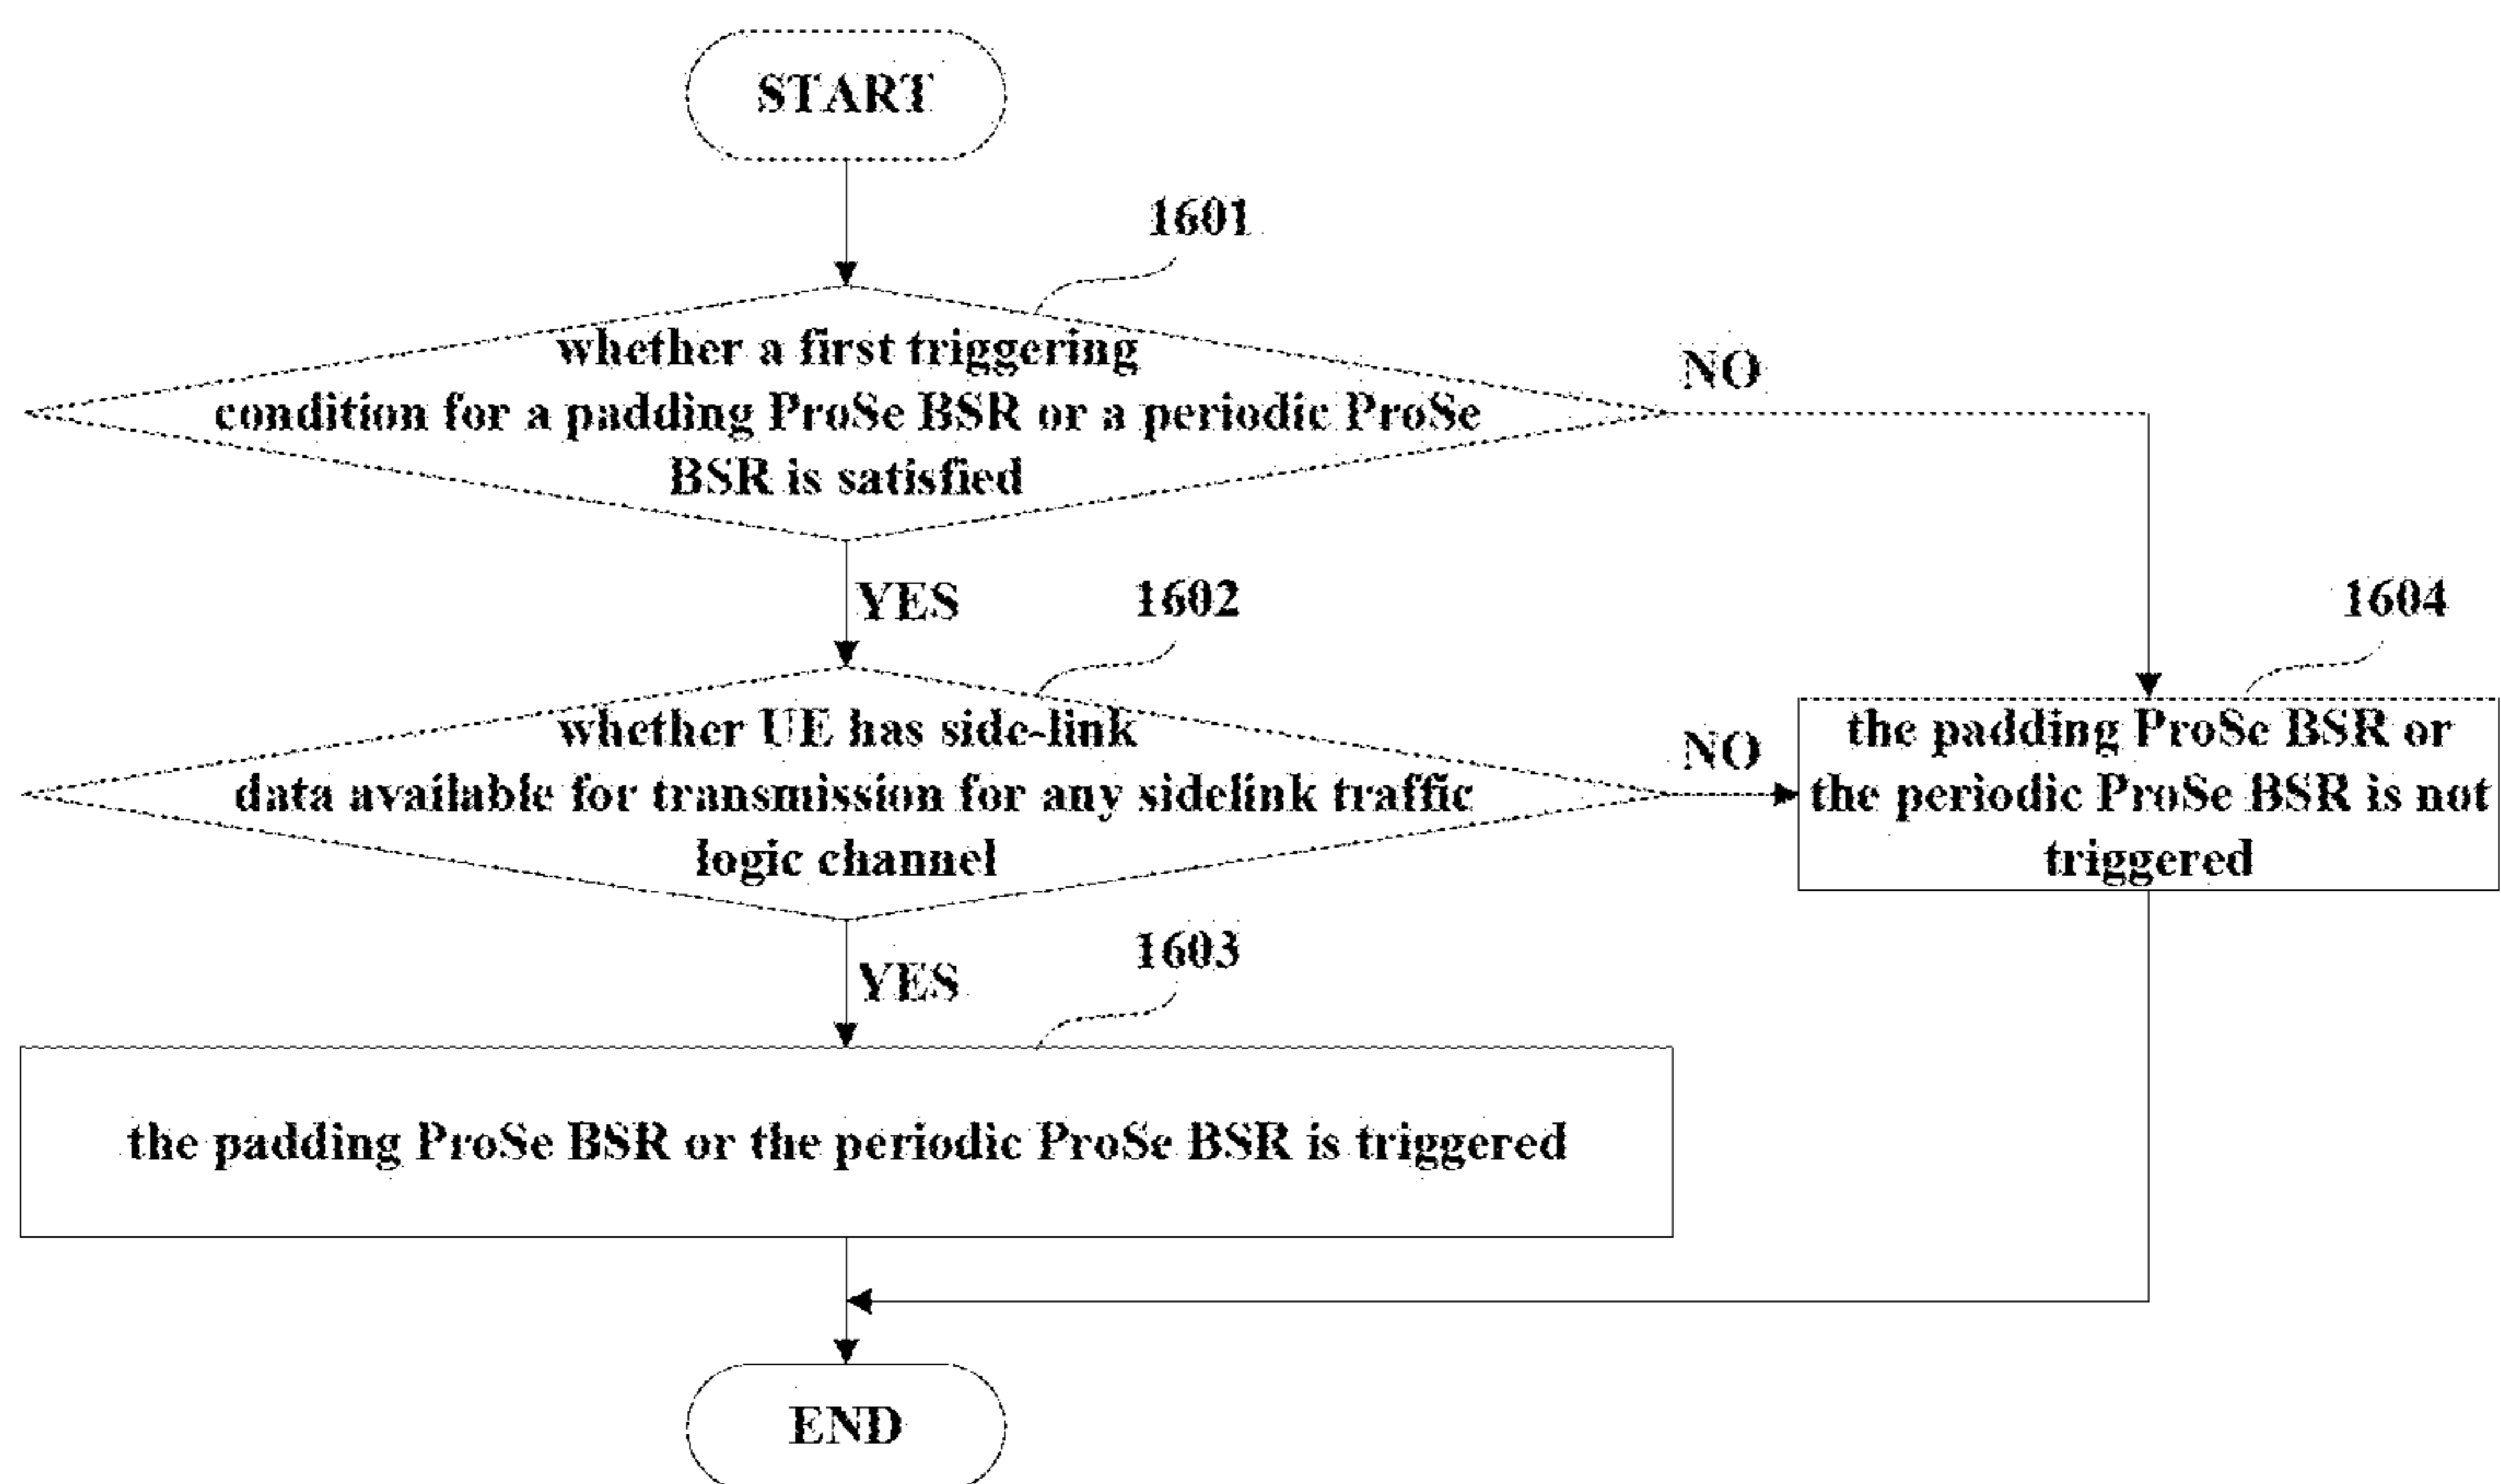 START
1601
whether a first triggering
condition for a padding ProSe BSR or a periodic ProSe
BSR is satisfied
NO
YES
1602
1604
whether UE has side-link
data available for transmission for any sidelink traffic
logic channel
NO
the padding ProSe BSR or
the periodic ProSe BSR is not
triggered
YES
1603
the padding ProSe BSR or the periodic ProSe BSR is triggered
END